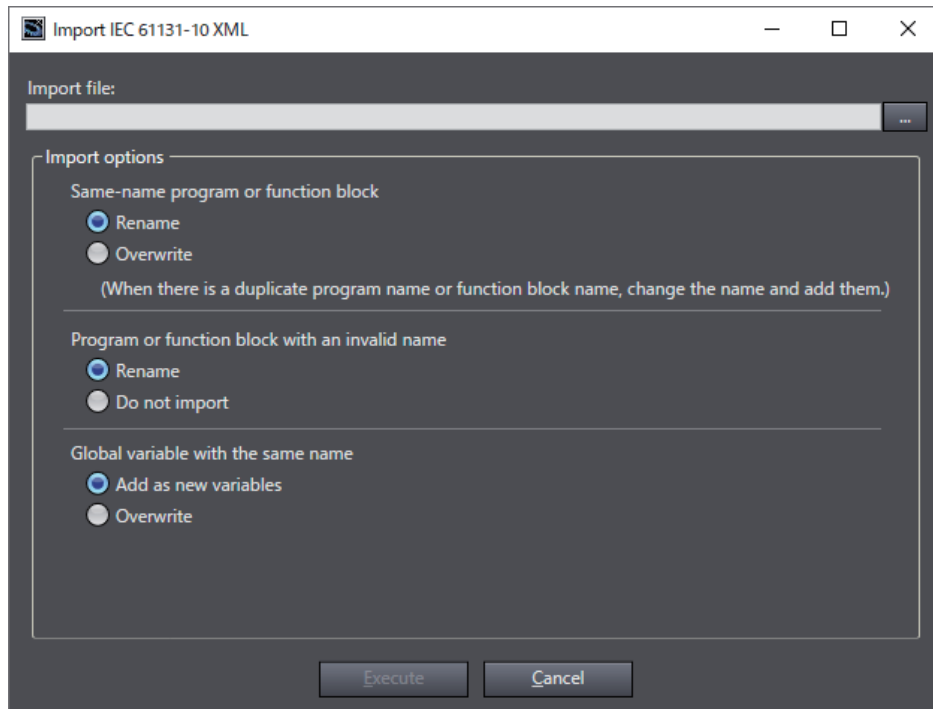 Import IEC 61131-10 XML
Import file:
...
Import options
Same-name program or function block
Rename
Overwrite
(When there is a duplicate program name or function block name, change the name and add them.)
Program or function block with an invalid name
Rename
Do not import
Global variable with the same name
Add as new variables
Overwrite
Execute
Cancel